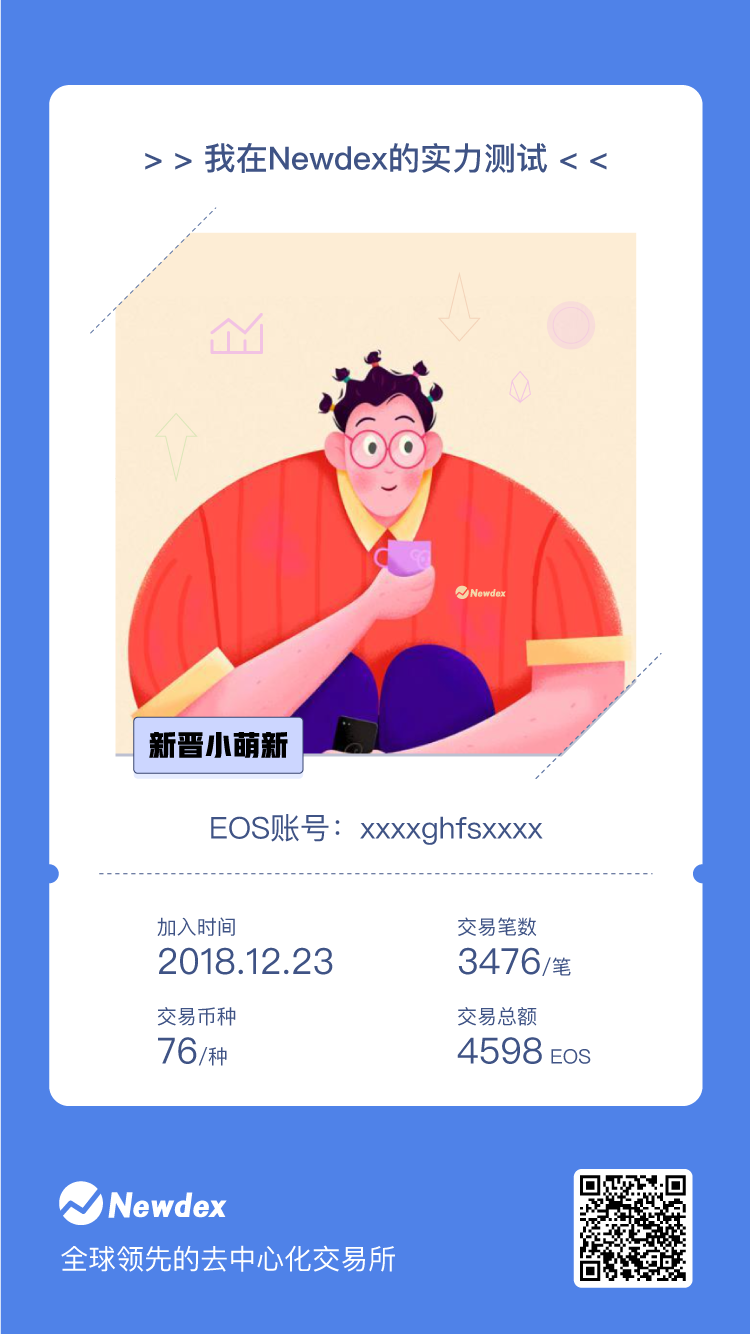 > > 我在Newdex的实力测试 < <
Newdex
新晋小萌新
EOS账号：xxxxghfsxxxx
加入时间
2018.12.23
交易笔数
3476/笔
交易币种
76/种
交易总额
4598 EOS
Newdex
全球领先的去中心化交易所